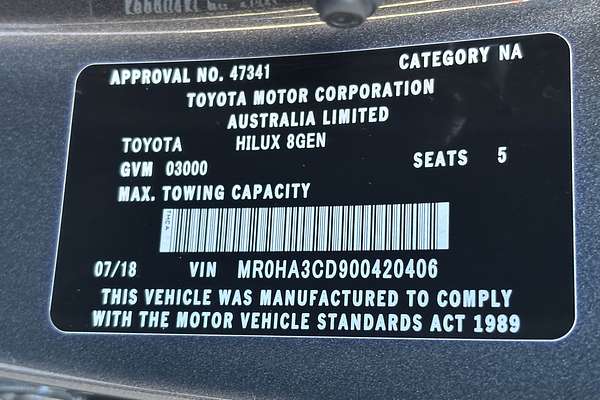 APPROVAL NO. 47341 CATEGORY NA
TOYOTA MOTOR CORPORATION
AUSTRALIA LIMITED
TOYOTA HILUX 8GEN
GVM 03000 SEATS 5
MAX. TOWING CAPACITY
TMCA
07/18 VIN MR0HA3CD900420406
THIS VEHICLE WAS MANUFACTURED TO COMPLY
WITH THE MOTOR VEHICLE STANDARDS ACT 1989